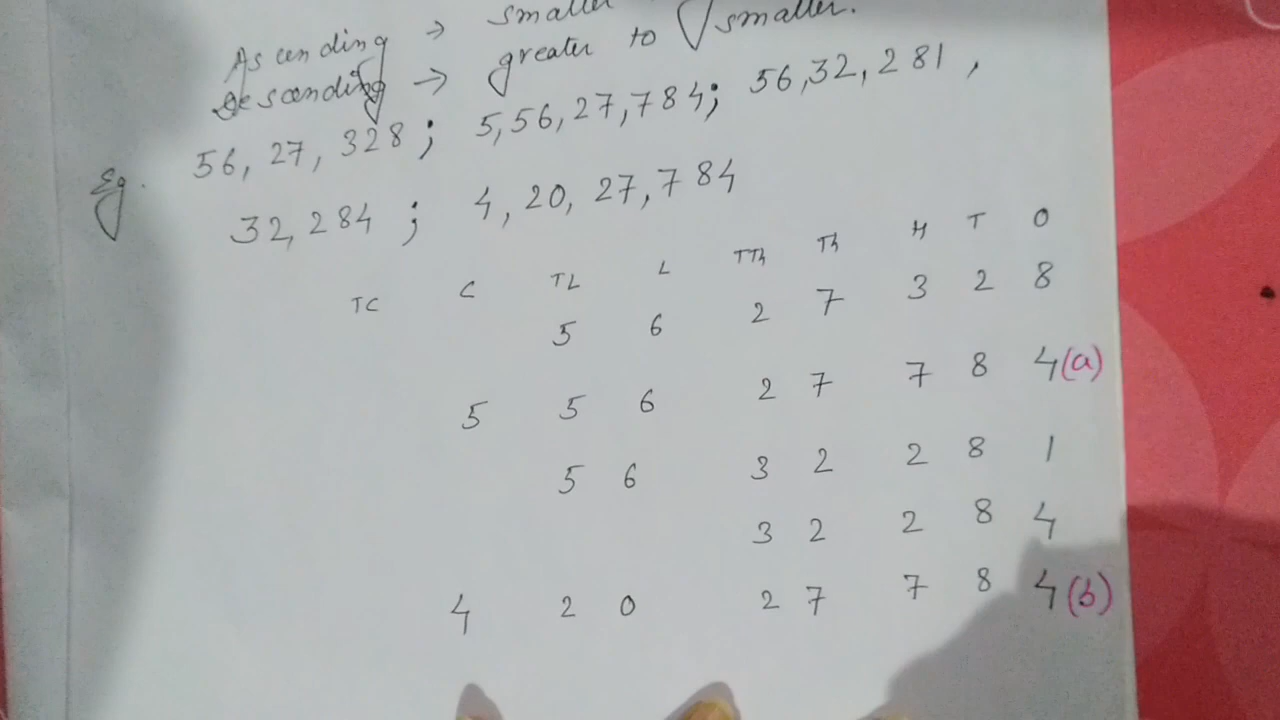 Ascending → smaller
Descending → greater to smaller.
Eg. 56, 27, 328 ; 5,56,27,784; 56,32,281,
32,284 ; 4,20,27,784
TC C TL L TTh Th H T O
5 6 2 7 3 2 8
5 5 6 2 7 7 8 4(a)
5 6 3 2 2 8 1
3 2 2 8 4
4 2 0 2 7 7 8 4(b)